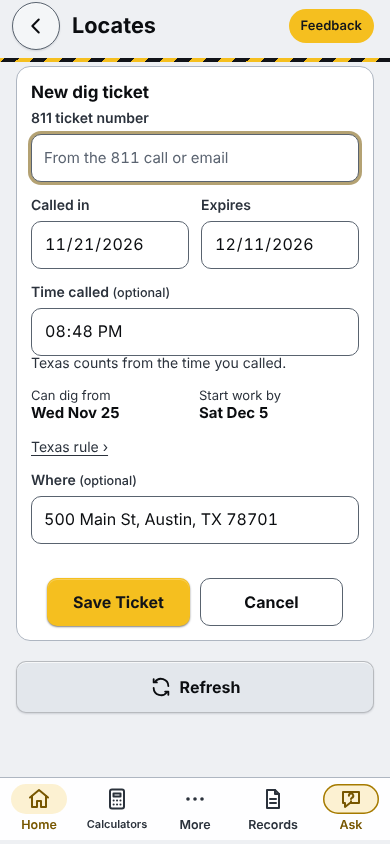 Locates
Feedback
New dig ticket
811 ticket number
From the 811 call or email
Called in
Expires
11/21/2026
12/11/2026
Time called (optional)
08:48 PM
Texas counts from the time you called.
Can dig from
Start work by
Wed Nov 25
Sat Dec 5
Texas rule ›
Where (optional)
500 Main St, Austin, TX 78701
Save Ticket
Cancel
Refresh
Home
Calculators
More
Records
Ask